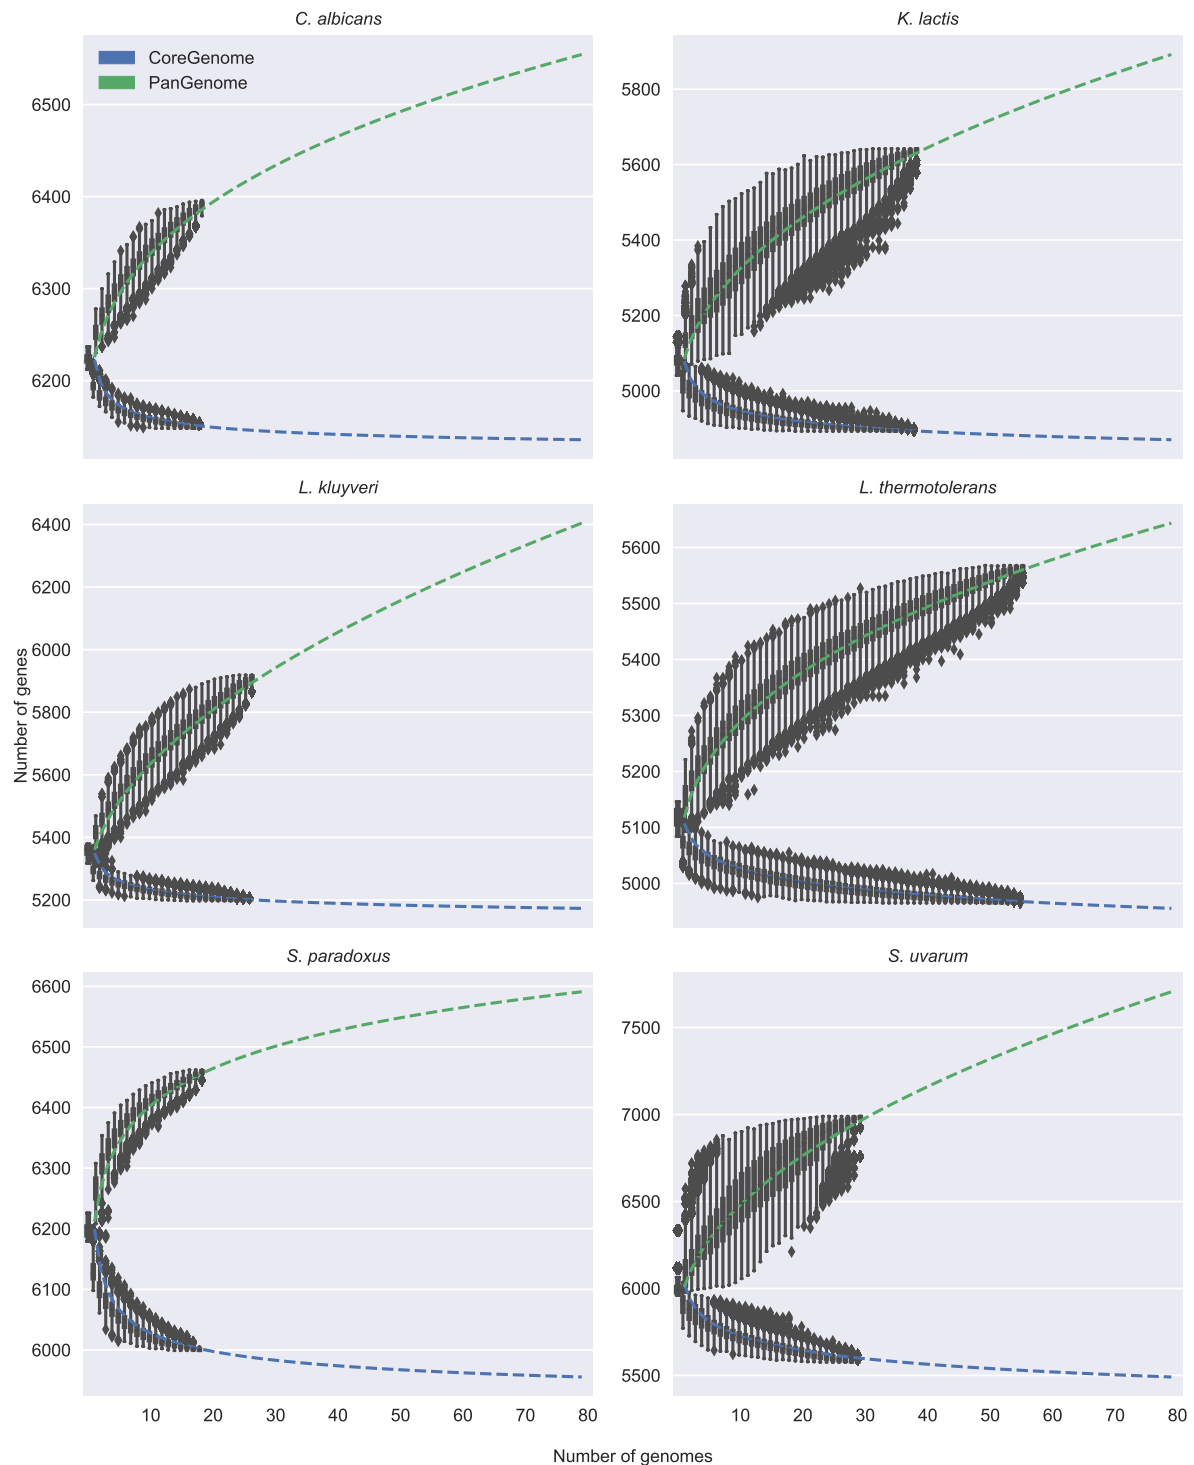 C. albicans
K. lactis
CoreGenome
PanGenome
6500
6400
6300
6200
5800
5600
5400
5200
5000
L. kluyveri
L. thermotolerans
6400
6200
6000
5800
5600
5400
5200
5600
5500
5400
5300
5200
5100
5000
Number of genes
S. paradoxus
S. uvarum
6600
6500
6400
6300
6200
6100
6000
7500
7000
6500
6000
5500
10 20 30 40 50 60 70 80
10 20 30 40 50 60 70 80
Number of genomes